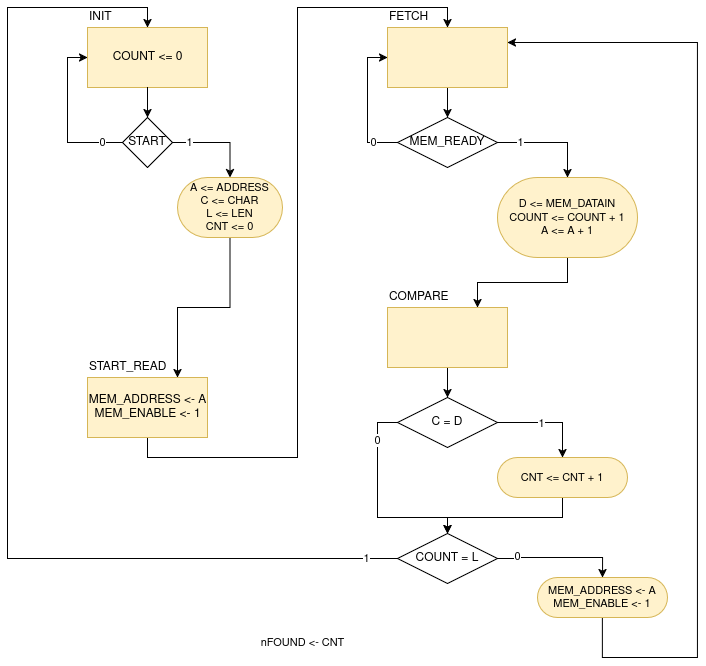 INIT
COUNT <= 0
START
0
1
A <= ADDRESS
C <= CHAR
L <= LEN
CNT <= 0
START_READ
MEM_ADDRESS <- A
MEM_ENABLE <- 1
FETCH
MEM_READY
0
1
D <= MEM_DATAIN
COUNT <= COUNT + 1
A <= A + 1
COMPARE
C = D
0
1
CNT <= CNT + 1
COUNT = L
1
0
MEM_ADDRESS <- A
MEM_ENABLE <- 1
nFOUND <- CNT